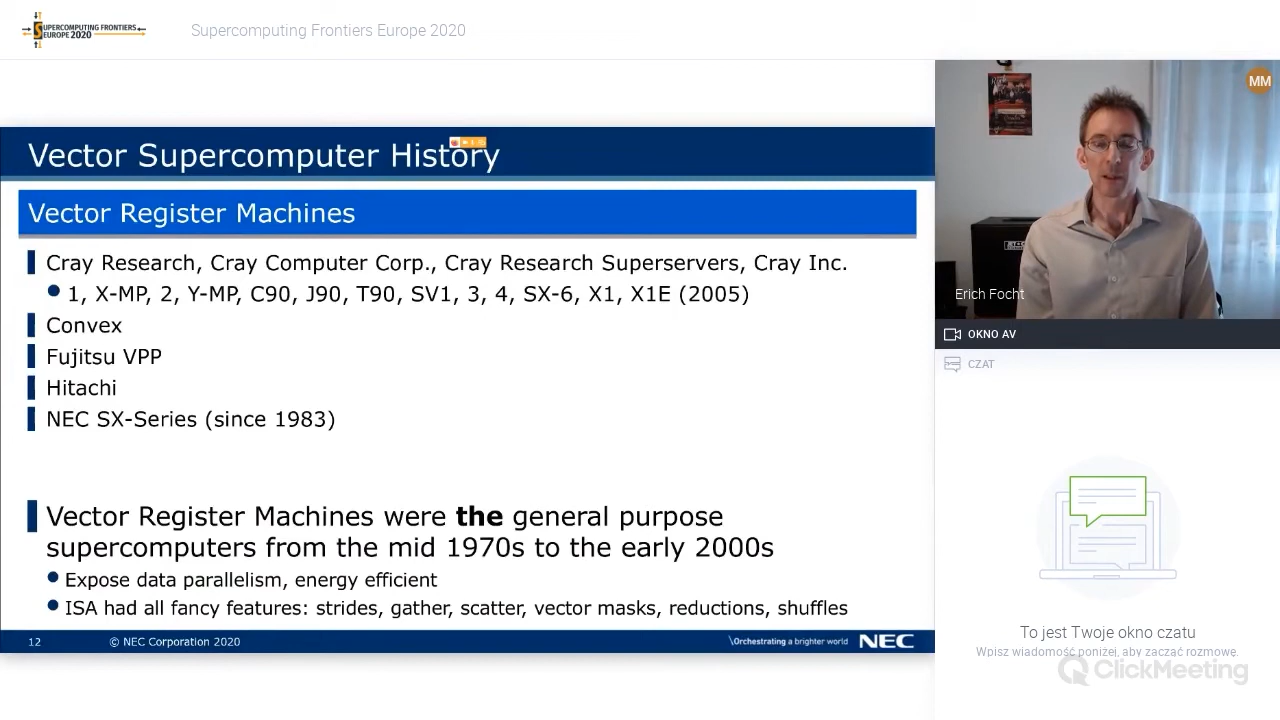 SUPERCOMPUTING FRONTIERS
EUROPE 2020
Supercomputing Frontiers Europe 2020
MM
Vector Supercomputer History
Vector Register Machines
Cray Research, Cray Computer Corp., Cray Research Superservers, Cray Inc.
1, X-MP, 2, Y-MP, C90, J90, T90, SV1, 3, 4, SX-6, X1, X1E (2005)
Convex
Fujitsu VPP
Hitachi
NEC SX-Series (since 1983)
Vector Register Machines were the general purpose
supercomputers from the mid 1970s to the early 2000s
Expose data parallelism, energy efficient
ISA had all fancy features: strides, gather, scatter, vector masks, reductions, shuffles
12 © NEC Corporation 2020 \Orchestrating a brighter world NEC
Erich Focht
OKNO AV
CZAT
To jest Twoje okno czatu
Wpisz wiadomość poniżej, aby zacząć rozmowę.
ClickMeeting